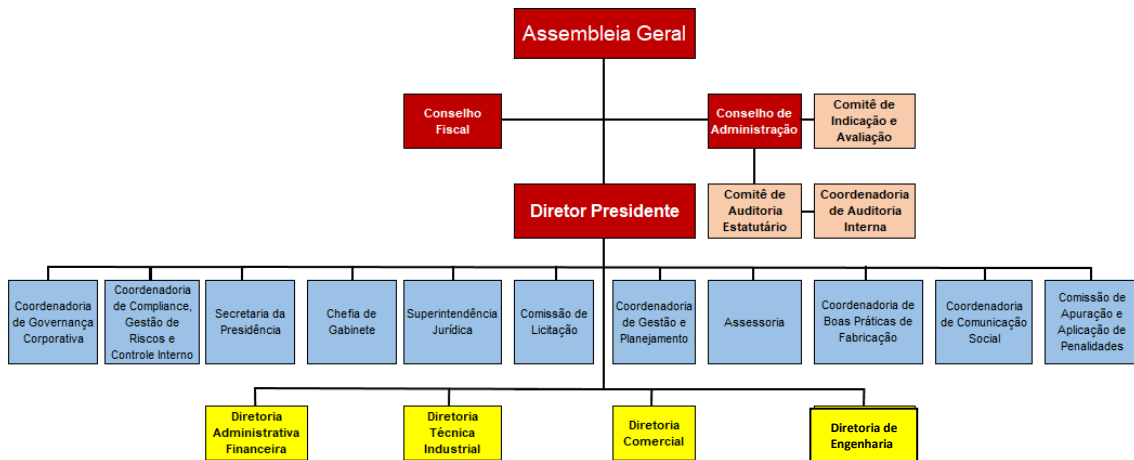 Assembleia Geral
Conselho
Fiscal
Conselho de
Administração
Comitê de
Indicação e
Avaliação
Diretor Presidente
Comitê de
Auditoria
Estatutário
Coordenadoria
de Auditoria
Interna
Coordenadoria
de Governança
Corporativa
Coordenadoria
de Compliance,
Gestão de
Riscos e
Controle Interno
Secretaria da
Presidência
Chefia de
Gabinete
Superintendência
Jurídica
Comissão de
Licitação
Coordenadoria
de Gestão e
Planejamento
Assessoria
Coordenadoria de
Boas Práticas de
Fabricação
Coordenadoria
de Comunicação
Social
Comissão de
Apuração e
Aplicação de
Penalidades
Diretoria
Administrativa
Financeira
Diretoria
Técnica
Industrial
Diretoria
Comercial
Diretoria de
Engenharia